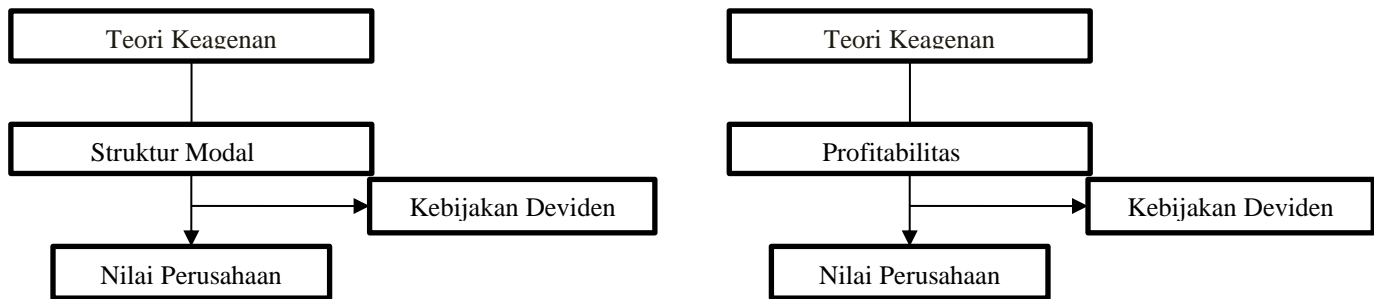 Teori Keagenan
Struktur Modal
Kebijakan Deviden
Nilai Perusahaan
Teori Keagenan
Profitabilitas
Kebijakan Deviden
Nilai Perusahaan